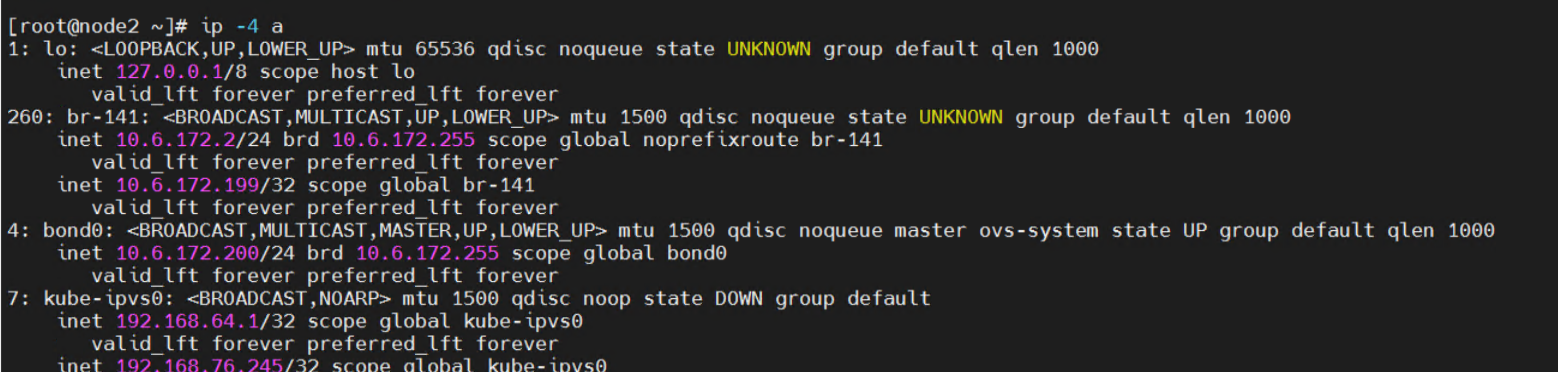 [root@node2 ~]# ip -4 a
1: lo: <LOOPBACK,UP,LOWER_UP> mtu 65536 qdisc noqueue state UNKNOWN group default qlen 1000
    inet 127.0.0.1/8 scope host lo
       valid_lft forever preferred_lft forever
260: br-141: <BROADCAST,MULTICAST,UP,LOWER_UP> mtu 1500 qdisc noqueue state UNKNOWN group default qlen 1000
    inet 10.6.172.2/24 brd 10.6.172.255 scope global noprefixroute br-141
       valid_lft forever preferred_lft forever
    inet 10.6.172.199/32 scope global br-141
       valid_lft forever preferred_lft forever
4: bond0: <BROADCAST,MULTICAST,MASTER,UP,LOWER_UP> mtu 1500 qdisc noqueue master ovs-system state UP group default qlen 1000
    inet 10.6.172.200/24 brd 10.6.172.255 scope global bond0
       valid_lft forever preferred_lft forever
7: kube-ipvs0: <BROADCAST,NOARP> mtu 1500 qdisc noop state DOWN group default
    inet 192.168.64.1/32 scope global kube-ipvs0
       valid_lft forever preferred_lft forever
    inet 192.168.76.245/32 scope global kube-ipvs0